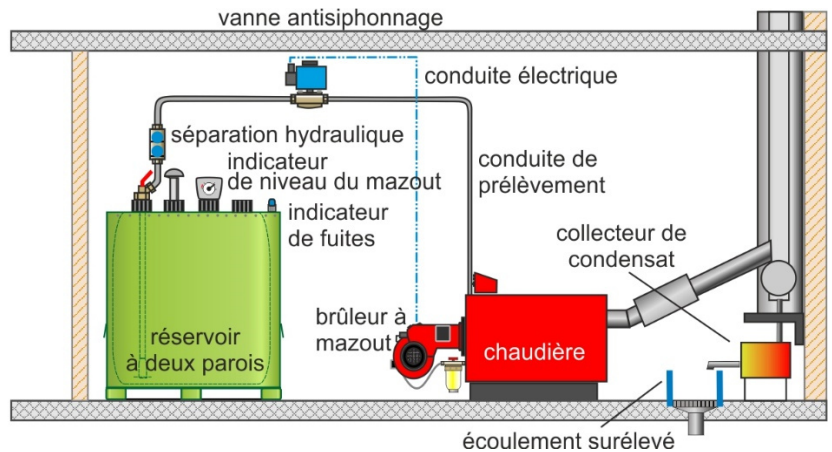 vanne antisiphonnage
conduite électrique
séparation hydraulique
indicateur
de niveau du mazout
indicateur
de fuites
conduite de
prélèvement
collecteur de
condensat
brûleur à
mazout
réservoir
à deux parois
chaudière
écoulement surélevé